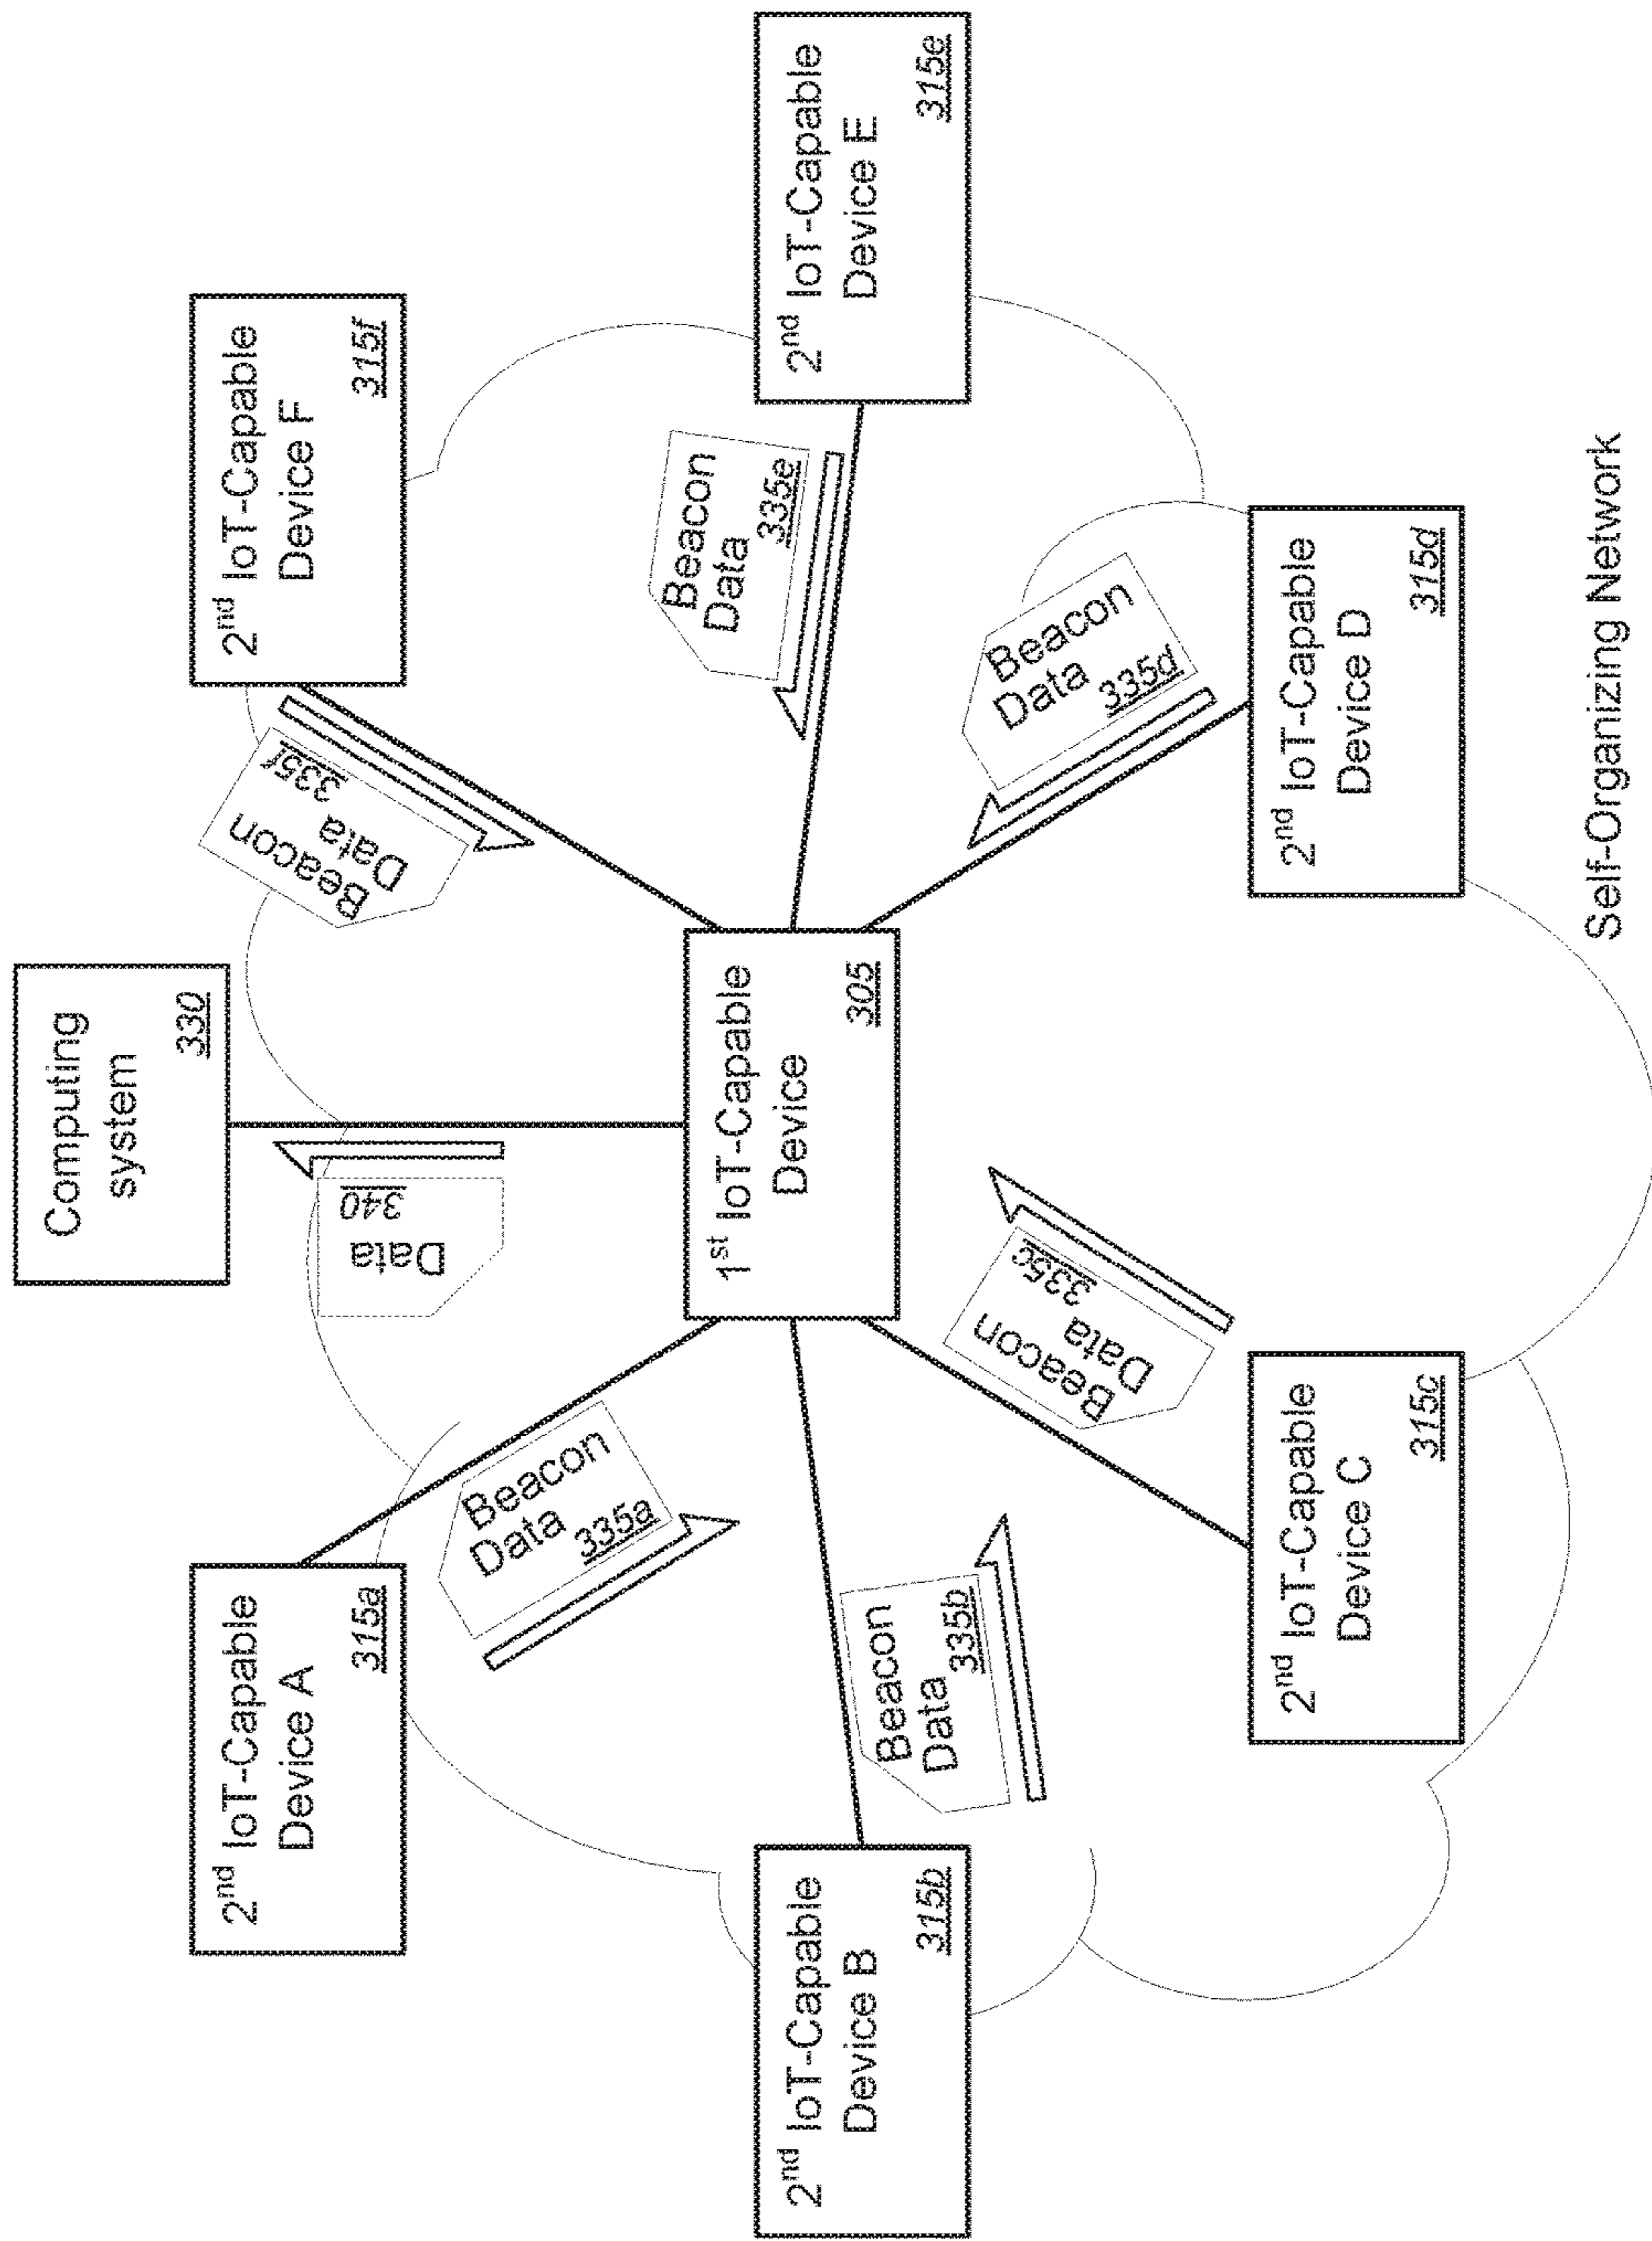 Computing
system
330
2nd IoT-Capable
Device A
315a
2nd IoT-Capable
Device F
315f
Data
340
Beacon
Data
335a
Beacon
Data
335f
1st IoT-Capable
Device
305
2nd IoT-Capable
Device B
315b
Beacon
Data
335b
Beacon
Data
335e
2nd IoT-Capable
Device E
315e
Beacon
Data
335c
Beacon
Data
335d
2nd IoT-Capable
Device C
315c
2nd IoT-Capable
Device D
315d
Self-Organizing Network